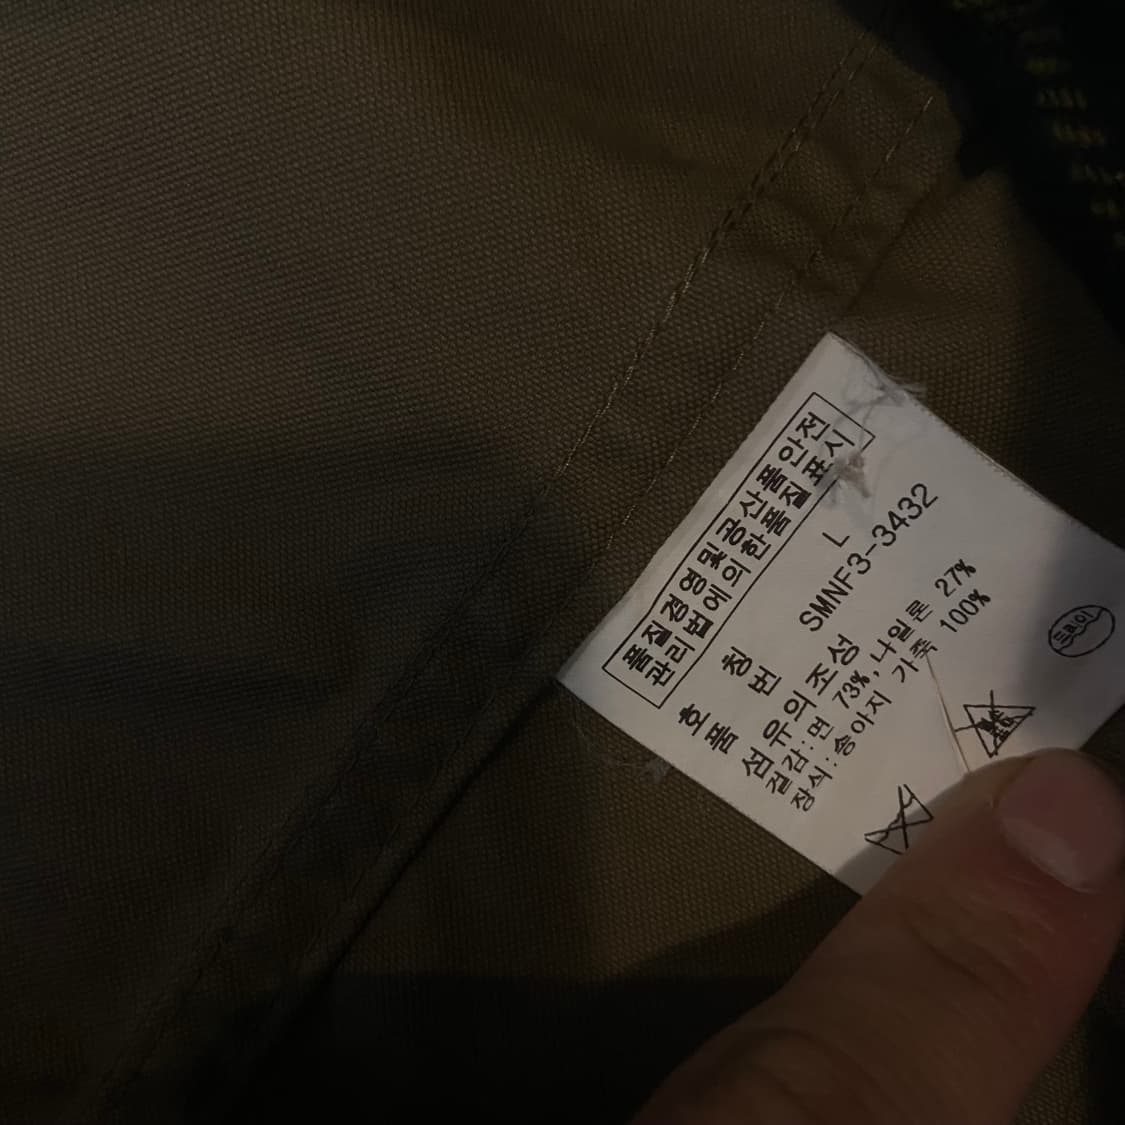 품질경영및공산품안전
관리법에의한품질표시
호칭 L
품번 SMNF3-3432
섬유의조성
겉감:면 73%,나일론 27%
장식:송아지 가죽 100%
드라이